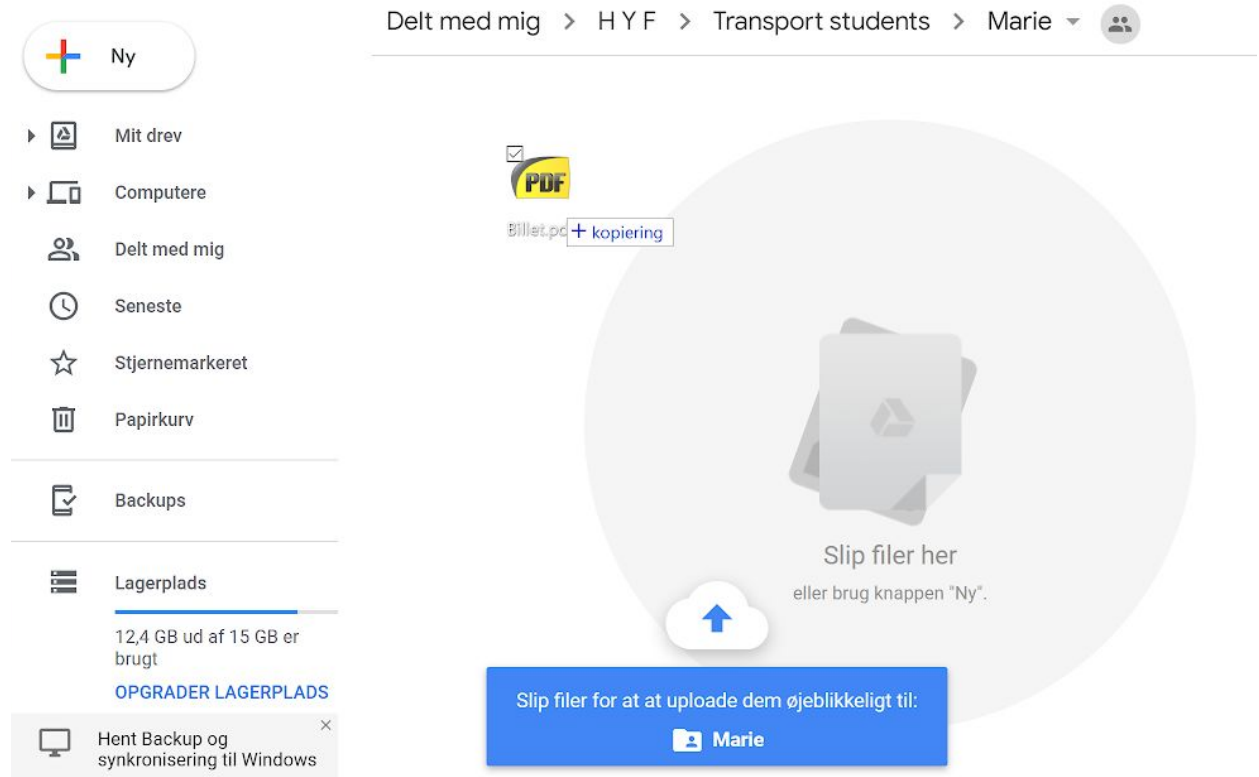 Delt med mig > H Y F > Transport students > Marie
Ny
Mit drev
Computere
Delt med mig
Seneste
Stjernemarkeret
Papirkurv
Backups
Lagerplads
12,4 GB ud af 15 GB er
brugt
OPGRADER LAGERPLADS
Hent Backup og
synkronisering til Windows
PDF
Billet.pd
+ kopiering
Slip filer her
eller brug knappen "Ny".
Slip filer for at at uploade dem øjeblikkeligt til:
Marie